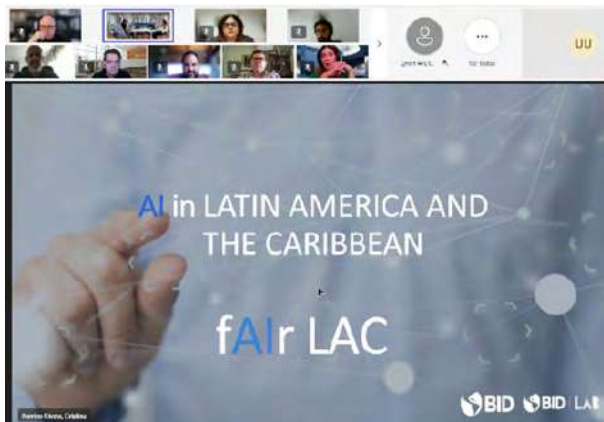 UU
AI in LATIN AMERICA AND
THE CARIBBEAN
fAIr LAC
BID
BID LAB